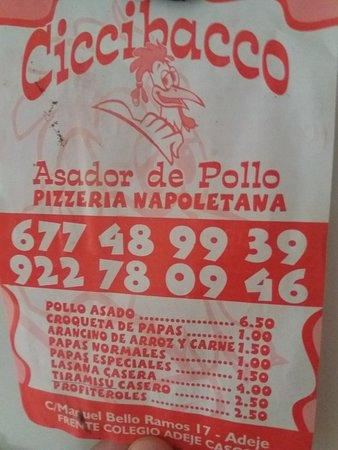 Ciccibacco
Asador de Pollo
PIZZERIA NAPOLETANA
677 48 99 39
922 78 09 46
POLLO ASADO .................... 6.50
CROQUETA DE PAPAS ........... 1.00
ARANCINO DE ARROZ Y CARNE 1.50
PAPAS NORMALES ................ 1.00
PAPAS ESPECIALES .............. 1.50
LASANA CASERA .................. 4.00
TIRAMISU CASERO ............... 2.50
PROFITEROLES .................... 2.50
C/Manuel Bello Ramos 17 - Adeje
FRENTE COLEGIO ADEJE